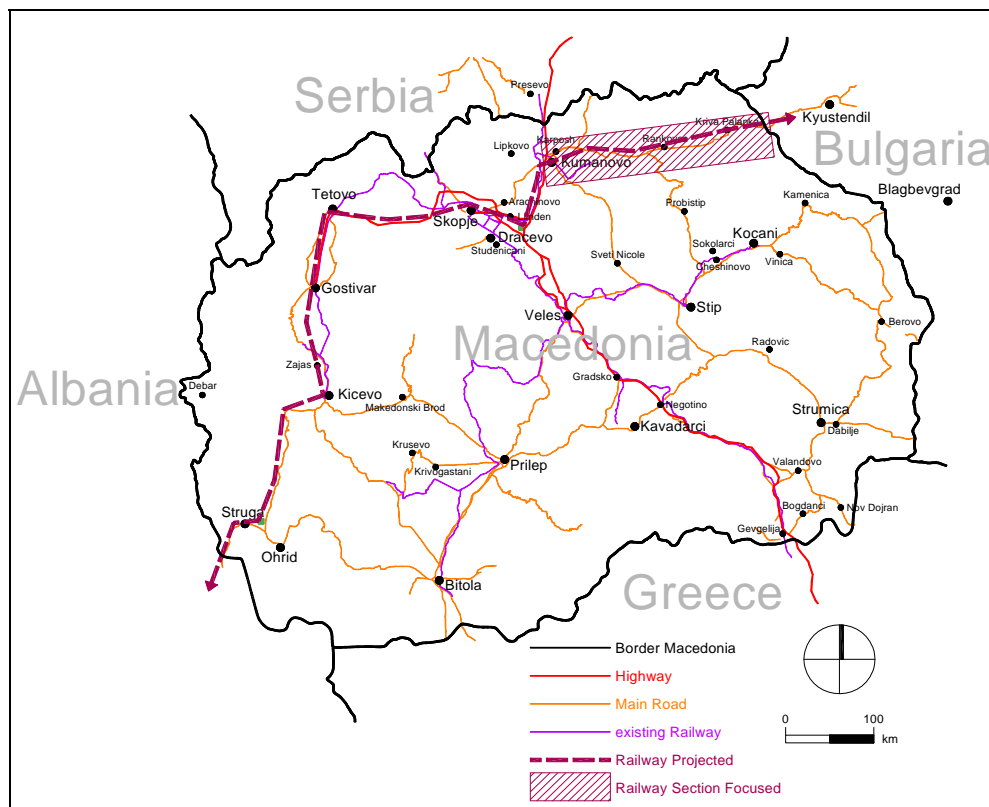 Serbia
Presevo
Kyustendil
Kriva Palanka
Karposh
Rankovce
Lipkovo
Kumanovo
Bulgaria
Blagbevgrad
Tetovo
Arachinovo
Skopje
Linden
Dracevo
Studenicani
Probistip
Kamenica
Kocani
Sokolarci
Cheshinovo
Vinica
Sveti Nicole
Gostivar
Veles
Stip
Berovo
Macedonia
Radovic
Zajas
Albania
Debar
Kicevo
Makedonski Brod
Gradsko
Negotino
Kavadarci
Strumica
Dabilje
Krusevo
Krivogastani
Prilep
Valandovo
Bogdanci
Nov Dojran
Gevgelija
Struga
Ohrid
Bitola
Greece
Border Macedonia
Highway
Main Road
existing Railway
Railway Projected
Railway Section Focused
0 100
km